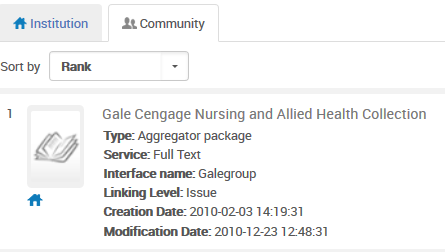 Institution
Community
Sort by Rank
1
Gale Cengage Nursing and Allied Health Collection
Type: Aggregator package
Service: Full Text
Interface name: Galegroup
Linking Level: Issue
Creation Date: 2010-02-03 14:19:31
Modification Date: 2010-12-23 12:48:31